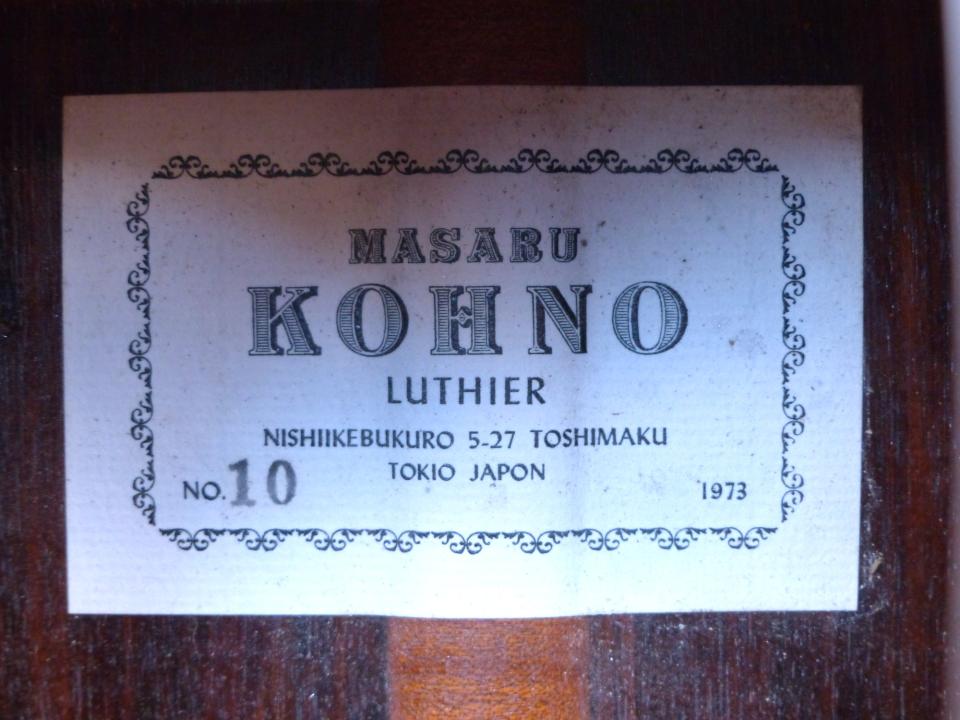 MASARU
KOHNO
LUTHIER
NISHIIKEBUKURO 5-27 TOSHIMAKU
TOKIO JAPON
NO. 10 1973